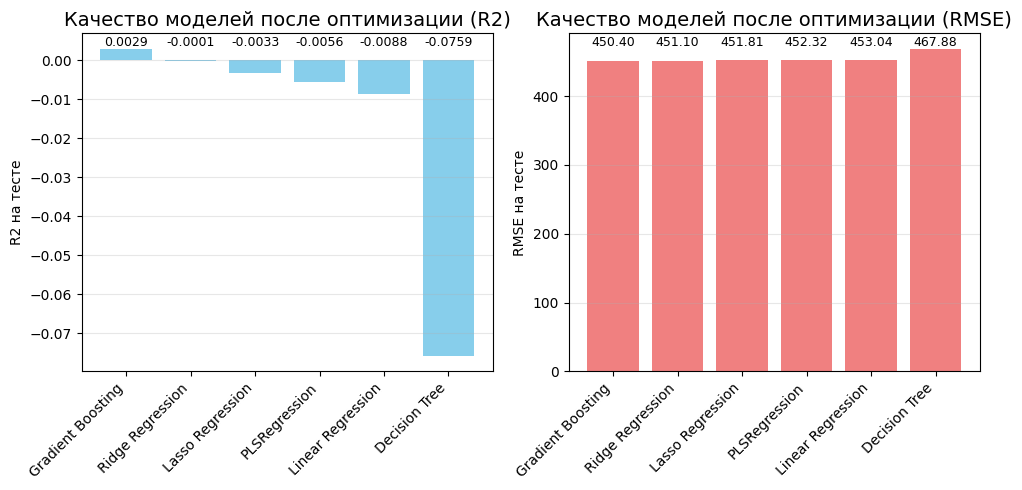 Качество моделей после оптимизации (R2)
0.0029
-0.0001
-0.0033
-0.0056
-0.0088
-0.0759
0.00
−0.01
−0.02
−0.03
−0.04
−0.05
−0.06
−0.07
R2 на тесте
Gradient Boosting
Ridge Regression
Lasso Regression
PLSRegression
Linear Regression
Decision Tree
Качество моделей после оптимизации (RMSE)
450.40
451.10
451.81
452.32
453.04
467.88
400
300
200
100
0
RMSE на тесте
Gradient Boosting
Ridge Regression
Lasso Regression
PLSRegression
Linear Regression
Decision Tree